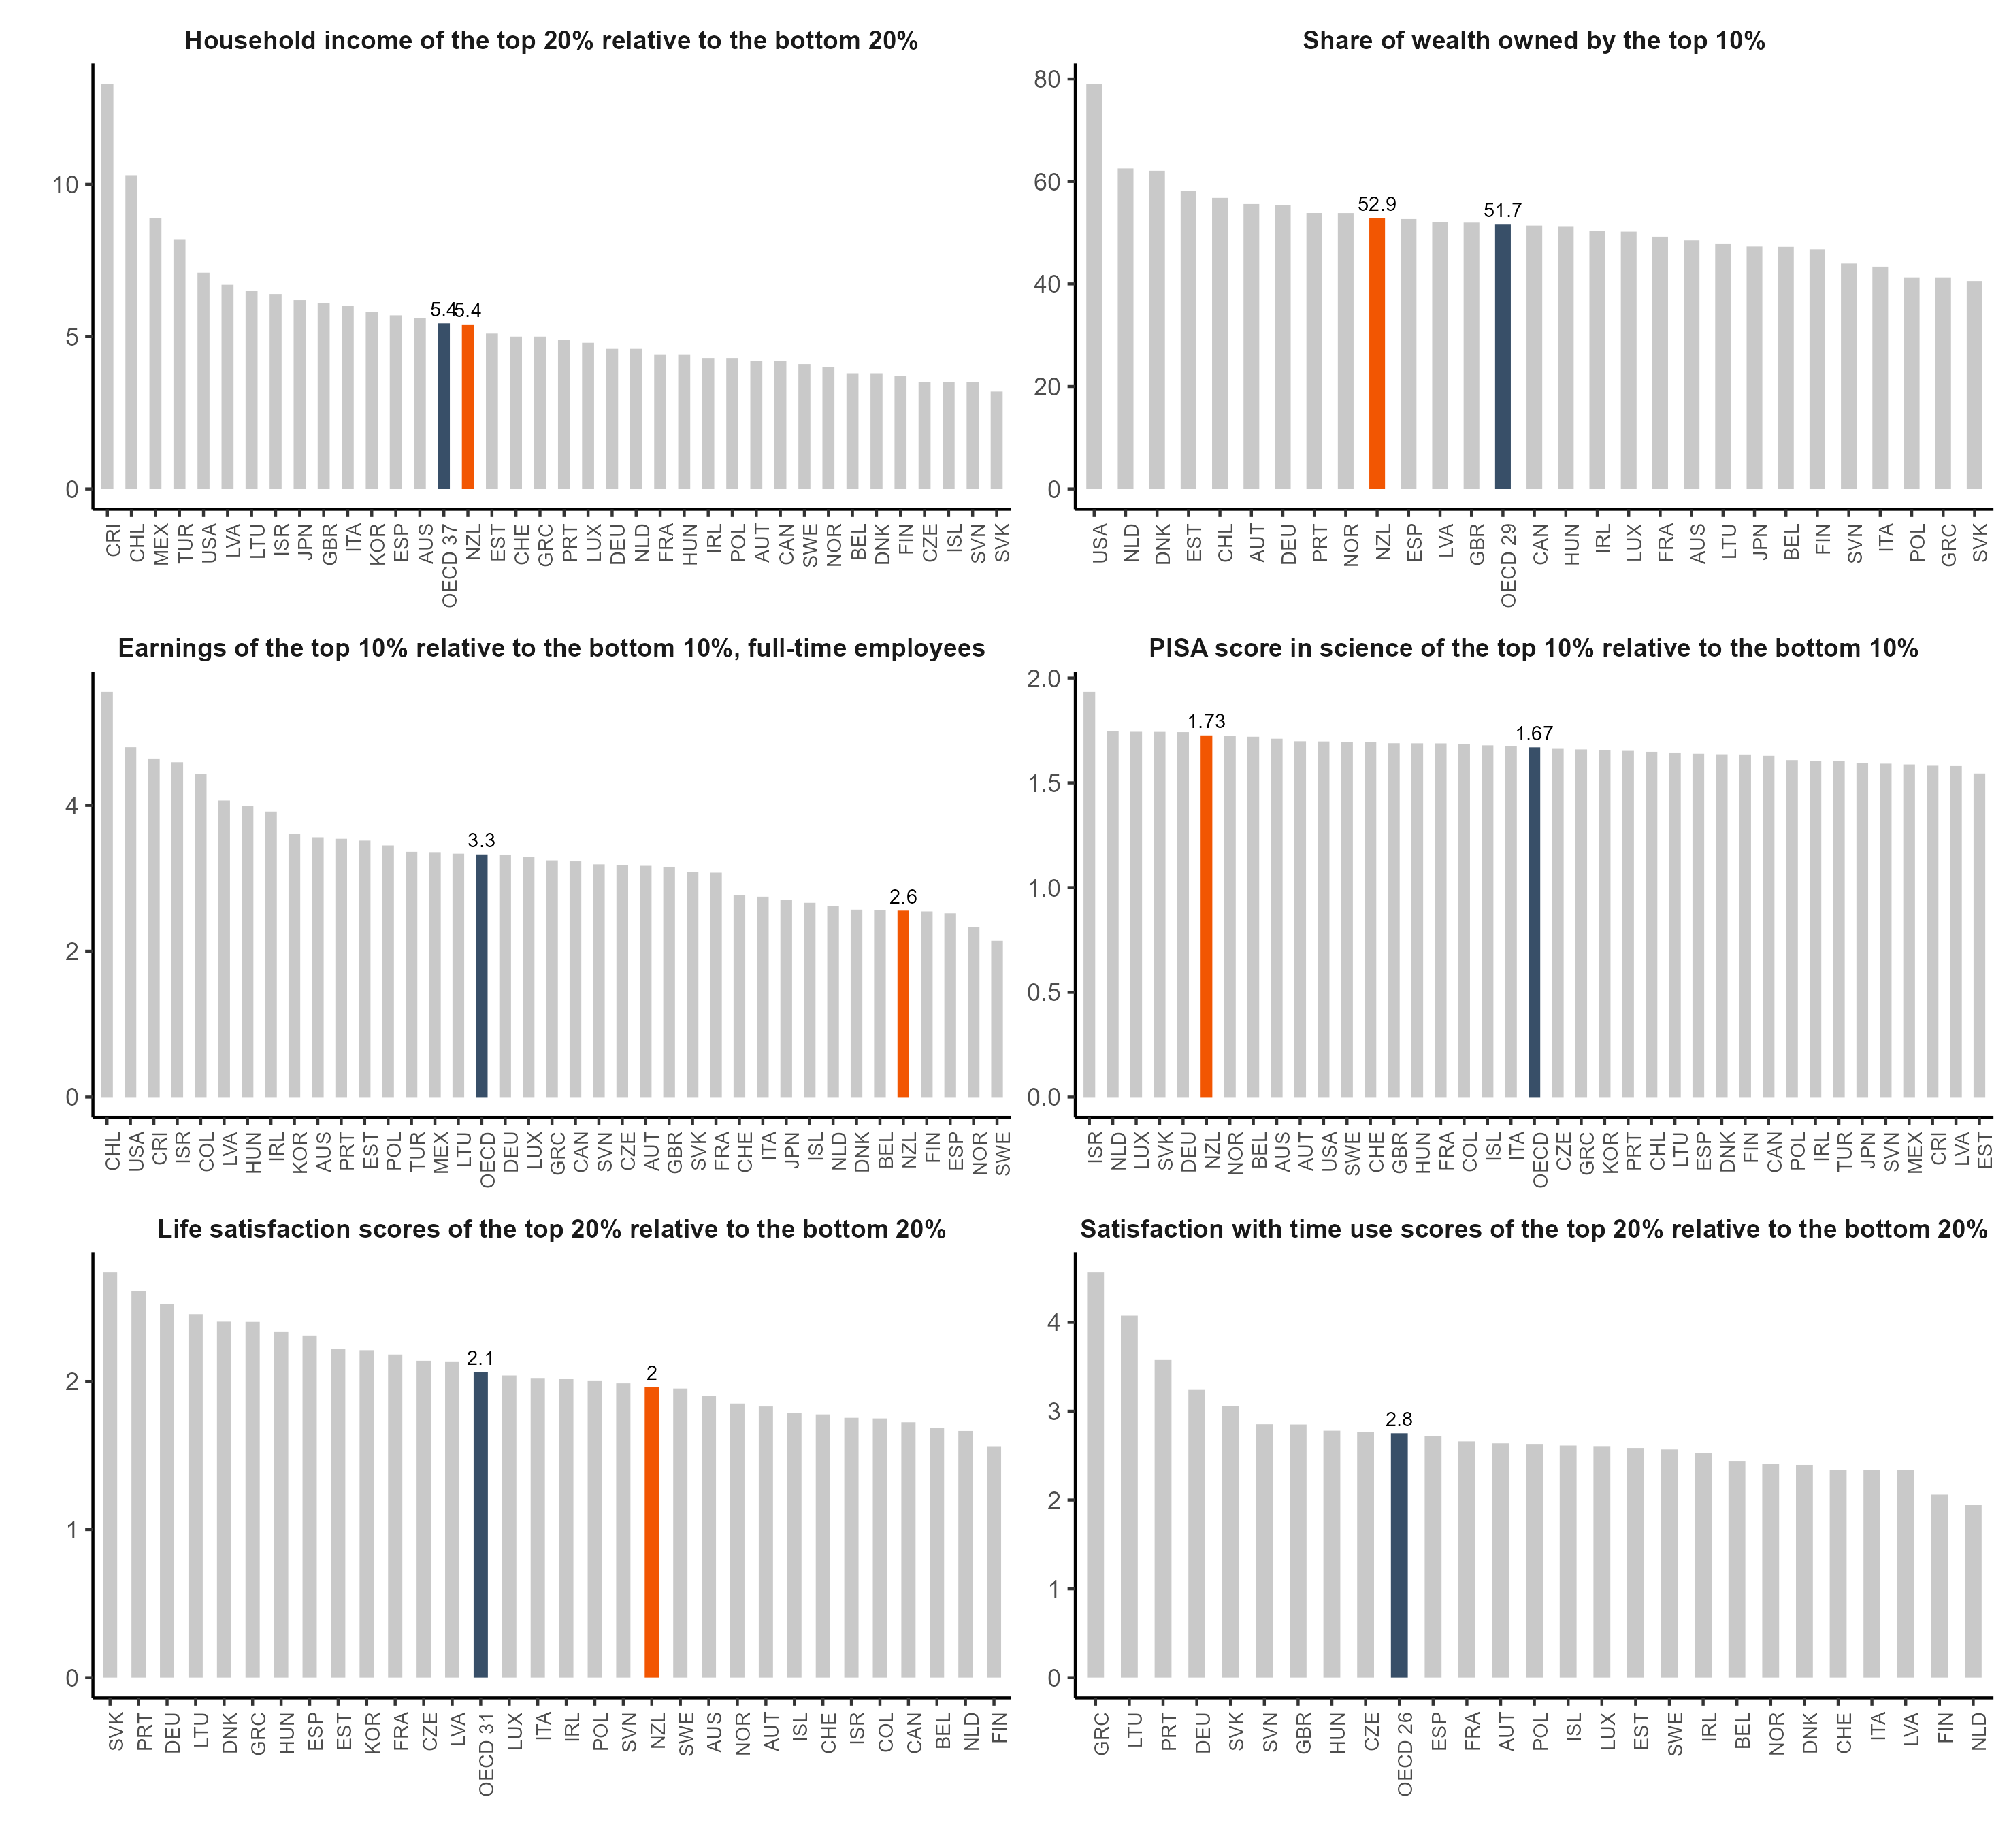 Household income of the top 20% relative to the bottom 20%
10
5
0
5.4
5.4
CRI CHL MEX TUR USA LVA LTU ISR JPN GBR ITA KOR ESP AUS OECD 37 NZL EST CHE GRC PRT LUX DEU NLD FRA HUN IRL POL AUT CAN SWE NOR BEL DNK FIN CZE ISL SVN SVK
Share of wealth owned by the top 10%
80
60
40
20
0
52.9
51.7
USA NLD DNK EST CHL AUT DEU PRT NOR NZL ESP LVA GBR OECD 29 CAN HUN IRL LUX FRA AUS LTU JPN BEL FIN SVN ITA POL GRC SVK
Earnings of the top 10% relative to the bottom 10%, full-time employees
4
2
0
3.3
2.6
CHL USA CRI ISR COL LVA HUN IRL KOR AUS PRT EST POL TUR MEX LTU OECD DEU LUX GRC CAN SVN CZE AUT GBR SVK FRA CHE ITA JPN ISL NLD DNK BEL NZL FIN ESP NOR SWE
PISA score in science of the top 10% relative to the bottom 10%
2.0
1.5
1.0
0.5
0.0
1.73
1.67
ISR NLD LUX SVK DEU NZL NOR BEL AUS AUT USA SWE CHE GBR HUN FRA COL ISL ITA OECD CZE GRC KOR PRT CHL LTU ESP DNK FIN CAN POL IRL TUR JPN SVN MEX CRI LVA EST
Life satisfaction scores of the top 20% relative to the bottom 20%
2
1
0
2.1
2
SVK PRT DEU LTU DNK GRC HUN ESP EST KOR FRA CZE LVA OECD 31 LUX ITA IRL POL SVN NZL SWE AUS NOR AUT ISL CHE ISR COL CAN BEL NLD FIN
Satisfaction with time use scores of the top 20% relative to the bottom 20%
4
3
2
1
0
2.8
GRC LTU PRT DEU SVK SVN GBR HUN CZE OECD 26 ESP FRA AUT POL ISL LUX EST SWE IRL BEL NOR DNK CHE ITA LVA FIN NLD